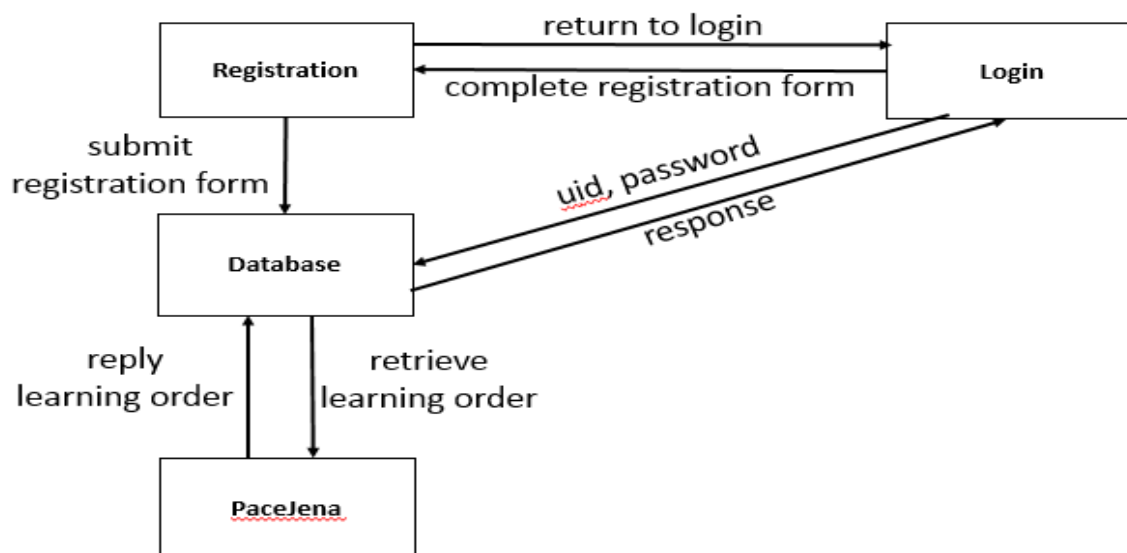 return to login
Registration
Login
complete registration form
submit
registration form
uid, password
response
Database
reply
learning order
retrieve
learning order
PaceJena